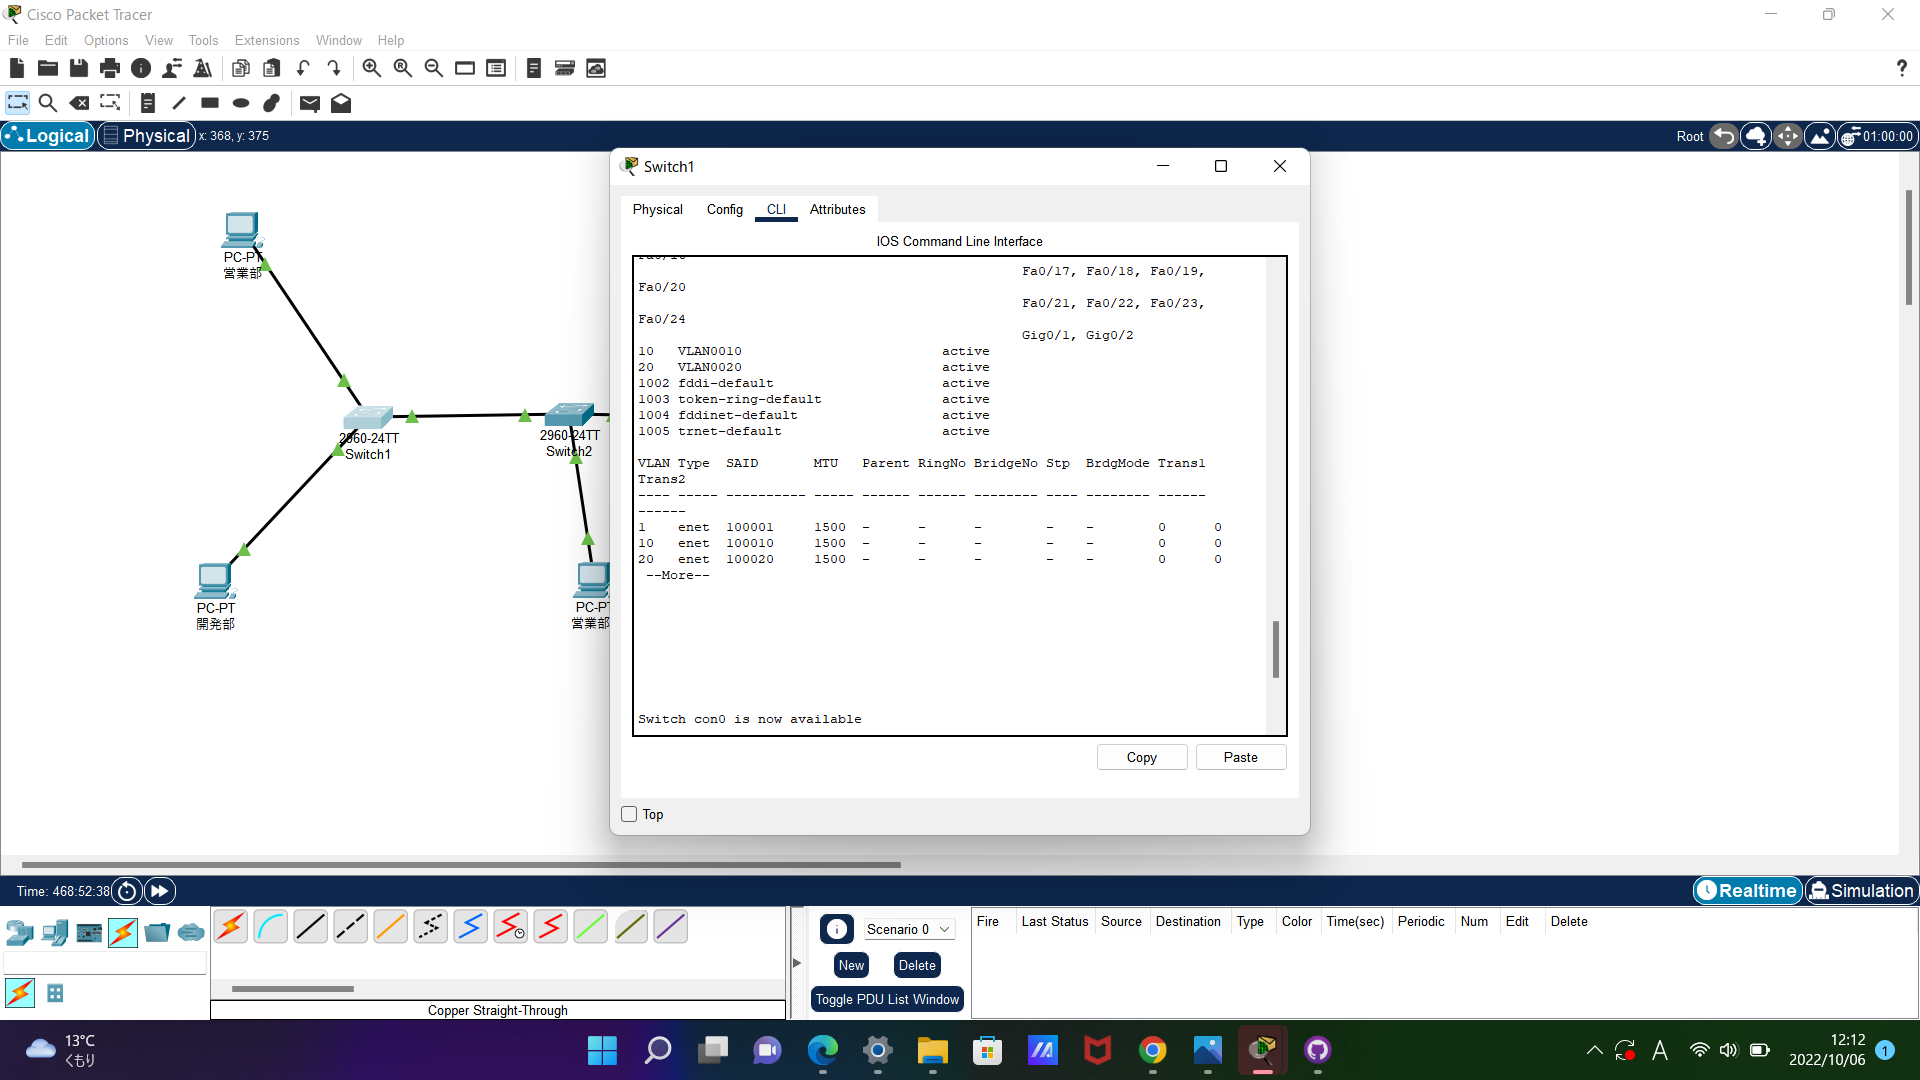 Cisco Packet Tracer
File Edit Options View Tools Extensions Window Help
Logical Physical x: 368, y: 375 Root 01:00:00
PC-PT
営業部
2960-24TT
Switch1
2960-24TT
Switch2
PC-PT
開発部
PC-PT
営業部
Switch1
Physical Config CLI Attributes
IOS Command Line Interface
Fa0/17, Fa0/18, Fa0/19,
Fa0/20
Fa0/21, Fa0/22, Fa0/23,
Fa0/24
Gig0/1, Gig0/2
10 VLAN0010 active
20 VLAN0020 active
1002 fddi-default active
1003 token-ring-default active
1004 fddinet-default active
1005 trnet-default active
VLAN Type SAID MTU Parent RingNo BridgeNo Stp BrdgMode Trans1
Trans2
---- ----- ---------- ----- ------ ------ -------- ---- -------- ------
------
1 enet 100001 1500 - - - - - 0 0
10 enet 100010 1500 - - - - - 0 0
20 enet 100020 1500 - - - - - 0 0
--More--
Switch con0 is now available
Copy Paste
Top
Time: 468:52:38 Realtime Simulation
Scenario 0
New Delete
Toggle PDU List Window
Fire Last Status Source Destination Type Color Time(sec) Periodic Num Edit Delete
Copper Straight-Through
13°C
くもり
A
12:12
2022/10/06
1